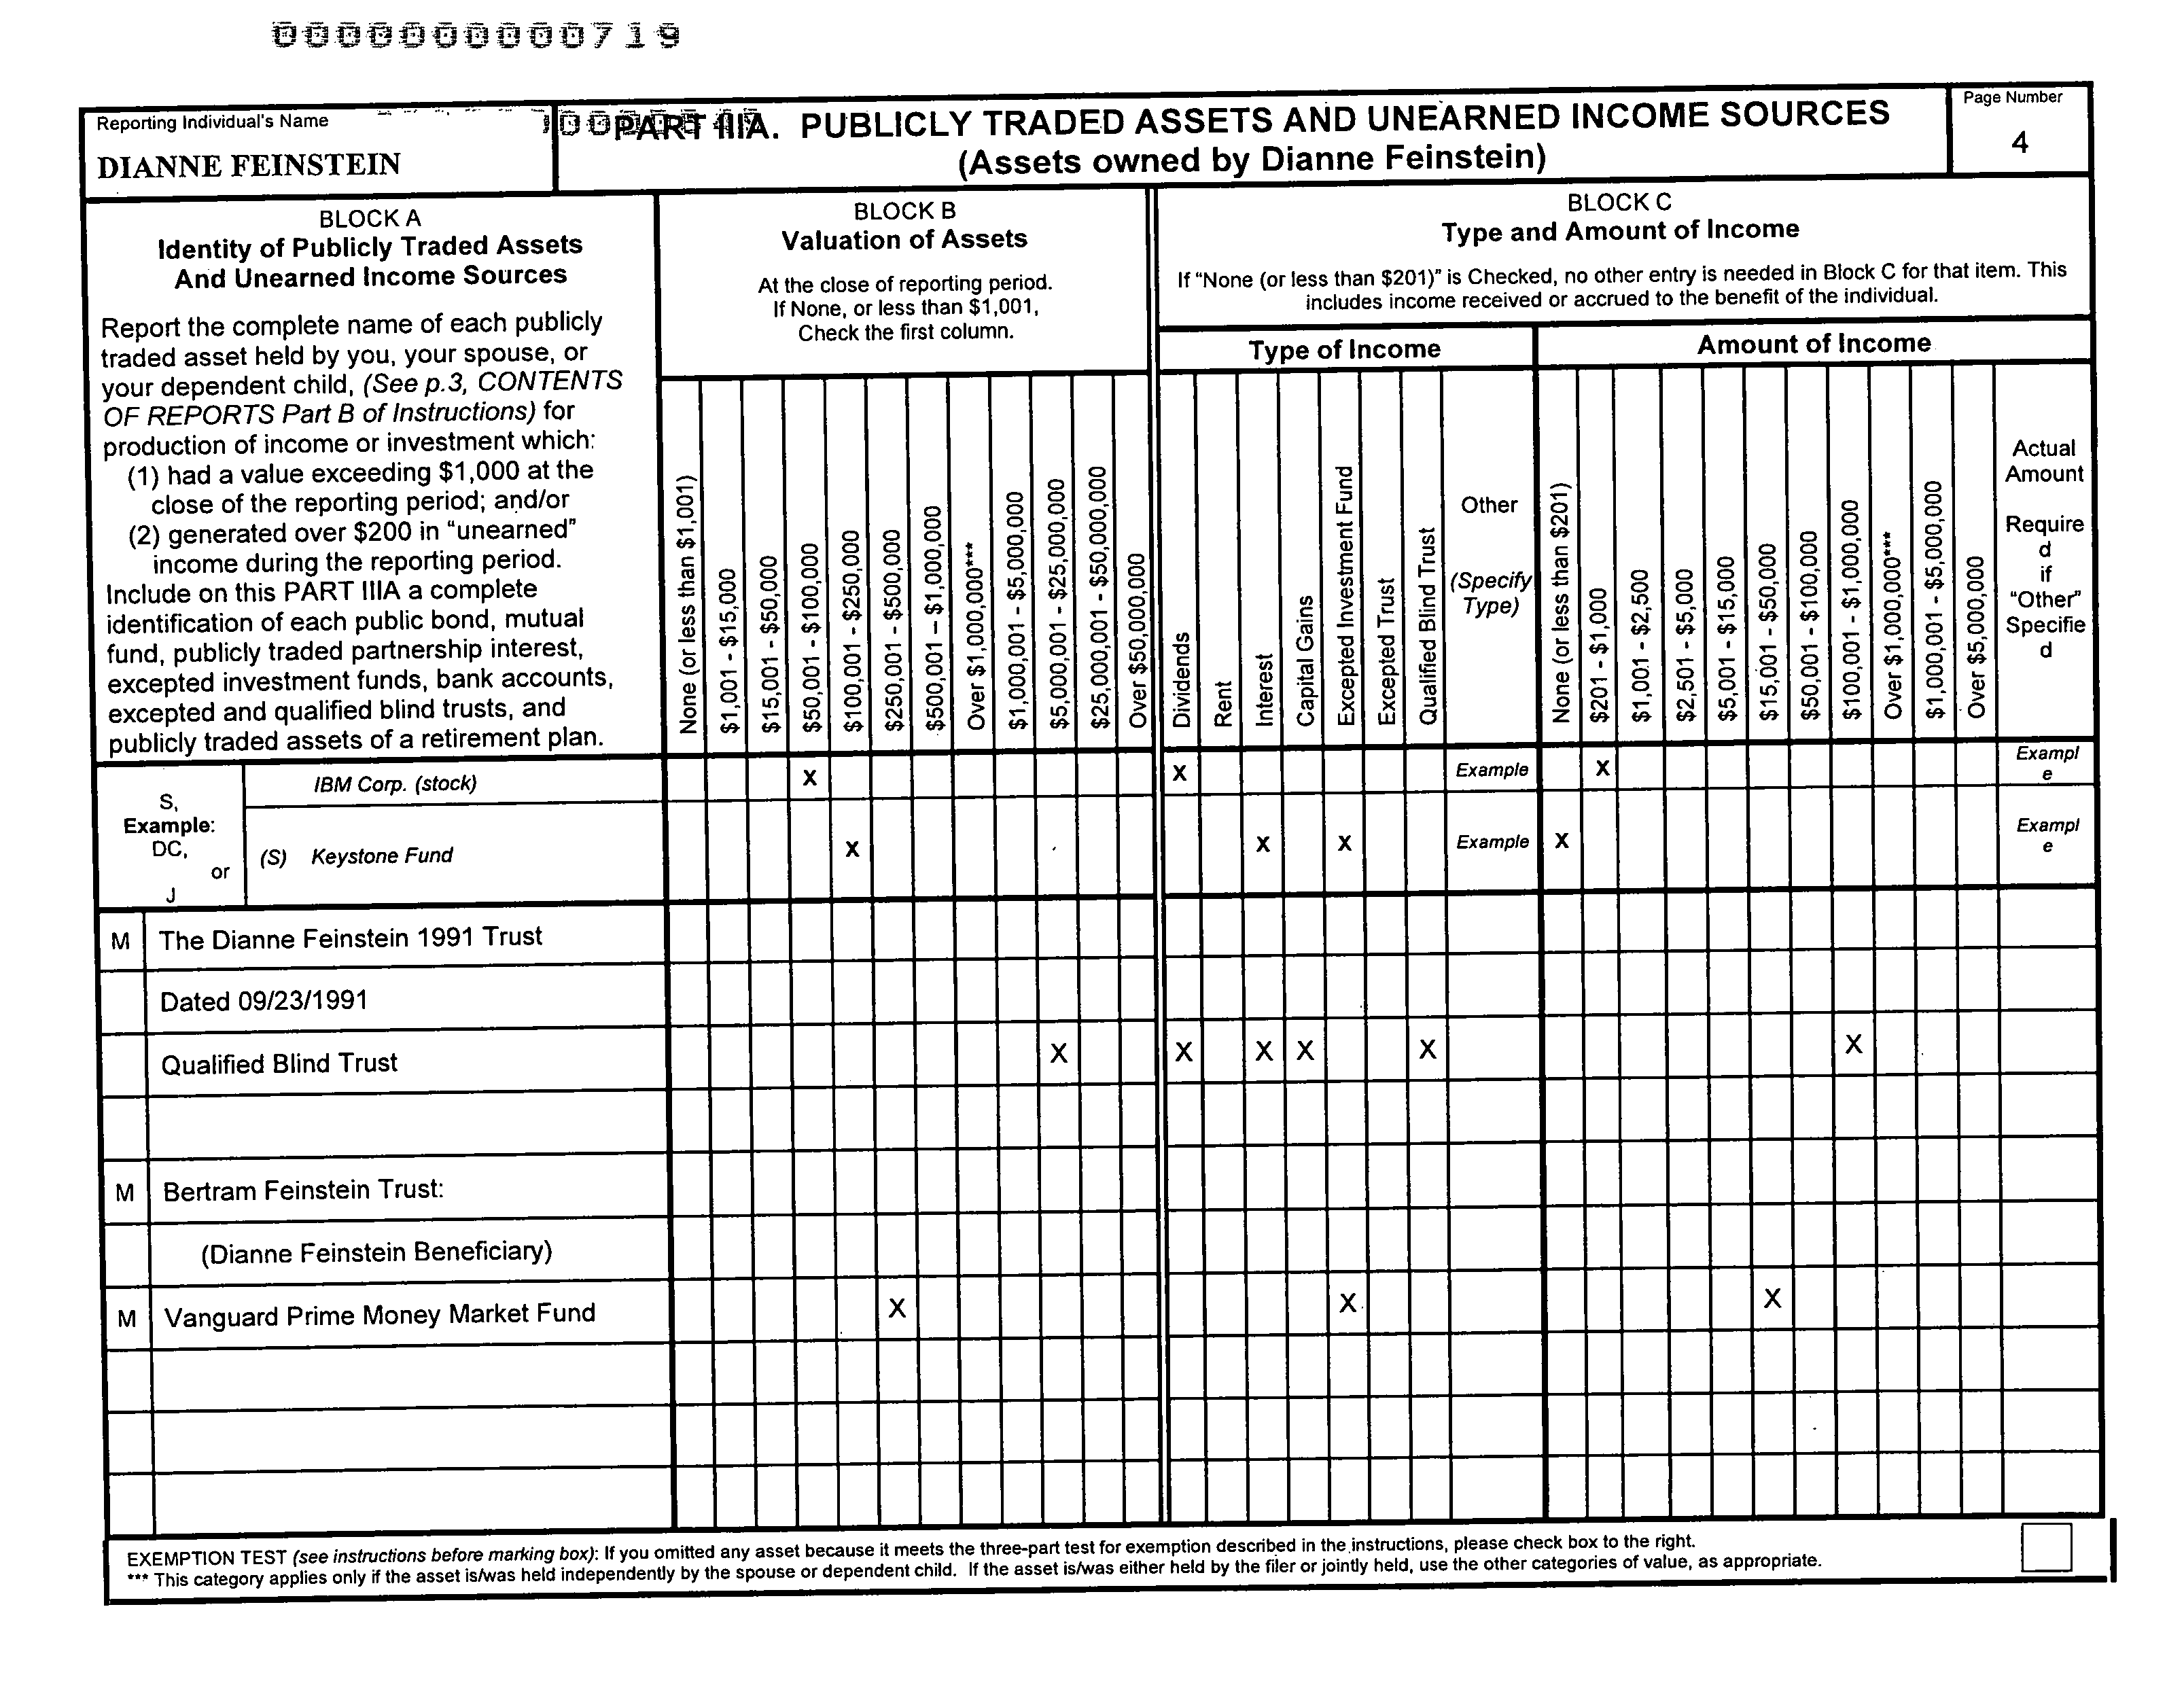 0000000000719
Reporting Individual's Name
DIANNE FEINSTEIN
PART IIIA. PUBLICLY TRADED ASSETS AND UNEARNED INCOME SOURCES
(Assets owned by Dianne Feinstein)
Page Number
4
BLOCK A
Identity of Publicly Traded Assets
And Unearned Income Sources
Report the complete name of each publicly
traded asset held by you, your spouse, or
your dependent child, (See p.3, CONTENTS
OF REPORTS Part B of Instructions) for
production of income or investment which:
(1) had a value exceeding $1,000 at the
close of the reporting period; and/or
(2) generated over $200 in "unearned"
income during the reporting period.
Include on this PART IIIA a complete
identification of each public bond, mutual
fund, publicly traded partnership interest,
excepted investment funds, bank accounts,
excepted and qualified blind trusts, and
publicly traded assets of a retirement plan.
BLOCK B
Valuation of Assets
At the close of reporting period.
If None, or less than $1,001,
Check the first column.
None (or less than $1,001)
$1,001 - $15,000
$15,001 - $50,000
$50,001 - $100,000
$100,001 - $250,000
$250,001 - $500,000
$500,001 – $1,000,000
Over $1,000,000***
$1,000,001 - $5,000,000
$5,000,001 - $25,000,000
$25,000,001 - $50,000,000
Over $50,000,000
BLOCK C
Type and Amount of Income
If "None (or less than $201)" is Checked, no other entry is needed in Block C for that item. This
includes income received or accrued to the benefit of the individual.
Type of Income
Dividends
Rent
Interest
Capital Gains
Excepted Investment Fund
Excepted Trust
Qualified Blind Trust
Other
(Specify
Type)
Amount of Income
None (or less than $201)
$201 - $1,000
$1,001 - $2,500
$2,501 - $5,000
$5,001 - $15,000
$15,001 - $50,000
$50,001 - $100,000
$100,001 - $1,000,000
Over $1,000,000***
$1,000,001 - $5,000,000
Over $5,000,000
Actual
Amount
Require
d
if
"Other"
Specifie
d
S,
Example:
DC,
or
J
IBM Corp. (stock) X X Example X Exampl
e
(S) Keystone Fund X X X Example X Exampl
e
M The Dianne Feinstein 1991 Trust
Dated 09/23/1991
Qualified Blind Trust X X X X X X
M Bertram Feinstein Trust:
(Dianne Feinstein Beneficiary)
M Vanguard Prime Money Market Fund X X X
EXEMPTION TEST (see instructions before marking box): If you omitted any asset because it meets the three-part test for exemption described in the instructions, please check box to the right.
*** This category applies only if the asset is/was held independently by the spouse or dependent child. If the asset is/was either held by the filer or jointly held, use the other categories of value, as appropriate.